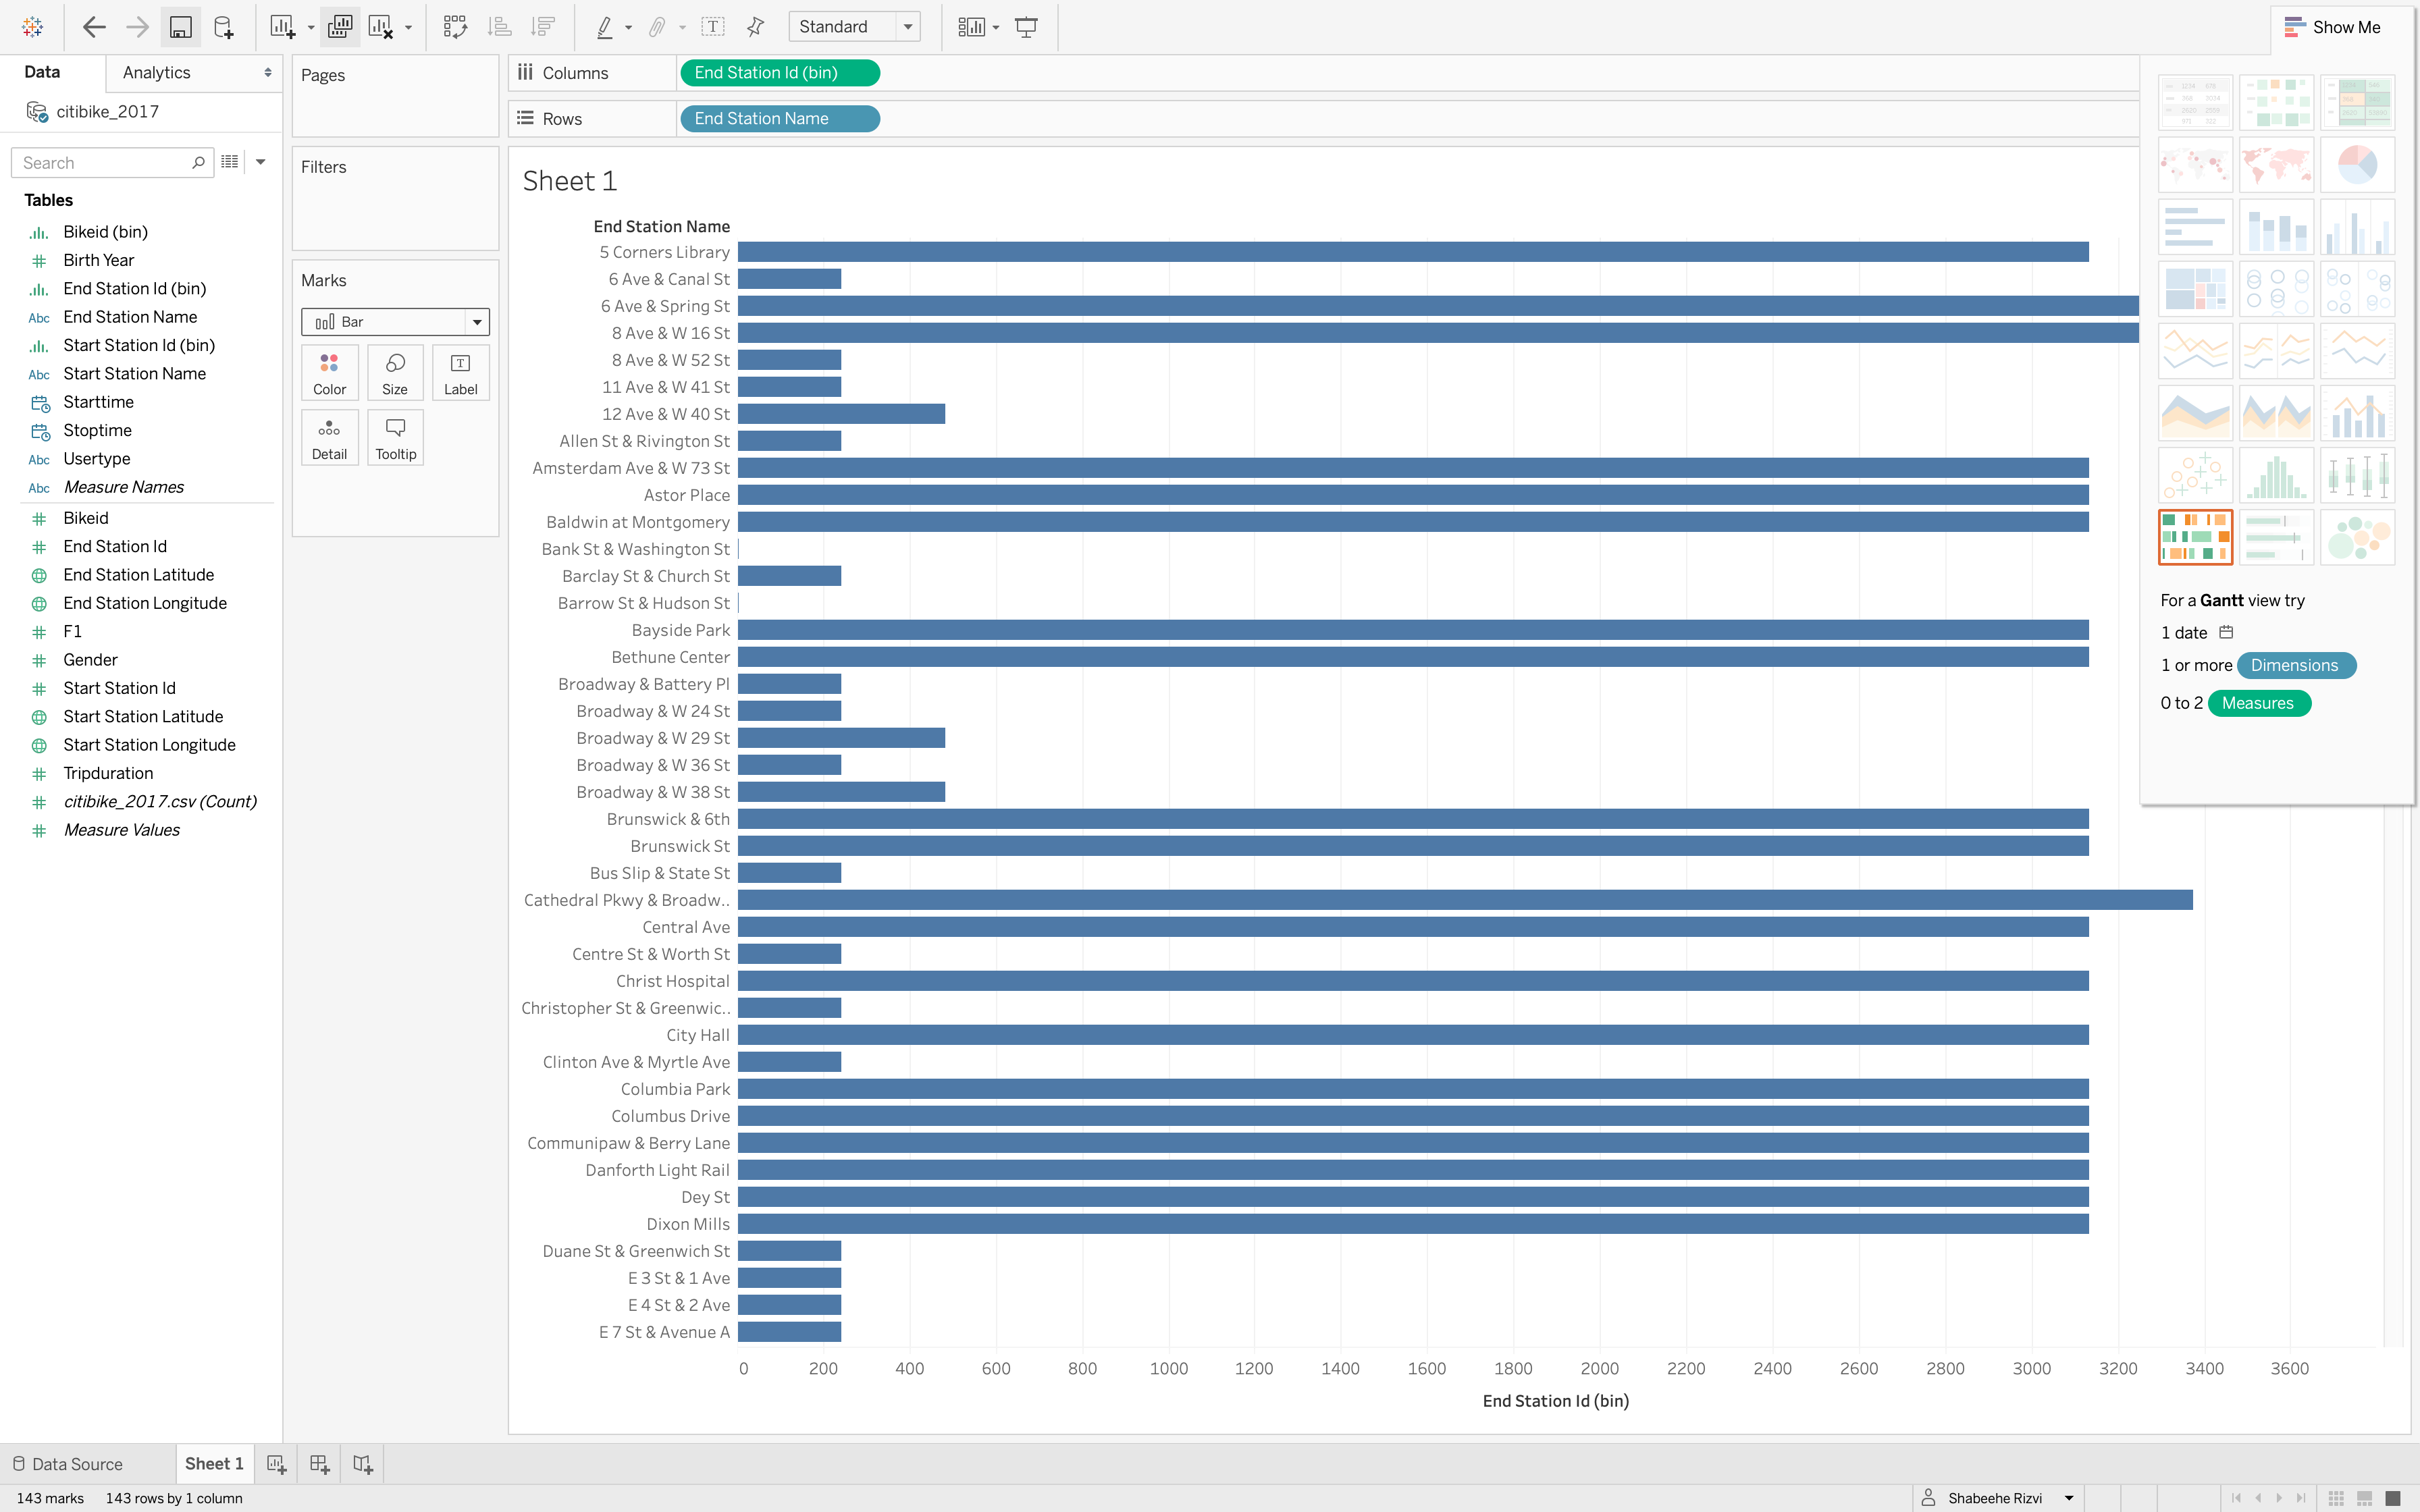 Standard
Show Me
Data
Analytics
Pages
Columns
End Station Id (bin)
citibike_2017
Rows
End Station Name
Search
Filters
Sheet 1
Tables
Bikeid (bin)
Birth Year
End Station Id (bin)
Abc End Station Name
Start Station Id (bin)
Abc Start Station Name
Starttime
Stoptime
Abc Usertype
Abc Measure Names
Bikeid
End Station Id
End Station Latitude
End Station Longitude
F1
Gender
Start Station Id
Start Station Latitude
Start Station Longitude
Tripduration
citibike_2017.csv (Count)
Measure Values
Marks
Bar
Color
Size
Label
Detail
Tooltip
End Station Name
5 Corners Library
6 Ave & Canal St
6 Ave & Spring St
8 Ave & W 16 St
8 Ave & W 52 St
11 Ave & W 41 St
12 Ave & W 40 St
Allen St & Rivington St
Amsterdam Ave & W 73 St
Astor Place
Baldwin at Montgomery
Bank St & Washington St
Barclay St & Church St
Barrow St & Hudson St
Bayside Park
Bethune Center
Broadway & Battery Pl
Broadway & W 24 St
Broadway & W 29 St
Broadway & W 36 St
Broadway & W 38 St
Brunswick & 6th
Brunswick St
Bus Slip & State St
Cathedral Pkwy & Broadw..
Central Ave
Centre St & Worth St
Christ Hospital
Christopher St & Greenwic..
City Hall
Clinton Ave & Myrtle Ave
Columbia Park
Columbus Drive
Communipaw & Berry Lane
Danforth Light Rail
Dey St
Dixon Mills
Duane St & Greenwich St
E 3 St & 1 Ave
E 4 St & 2 Ave
E 7 St & Avenue A
0 200 400 600 800 1000 1200 1400 1600 1800 2000 2200 2400 2600 2800 3000 3200 3400 3600
End Station Id (bin)
For a Gantt view try
1 date
1 or more Dimensions
0 to 2 Measures
Data Source
Sheet 1
143 marks
143 rows by 1 column
Shabeehe Rizvi